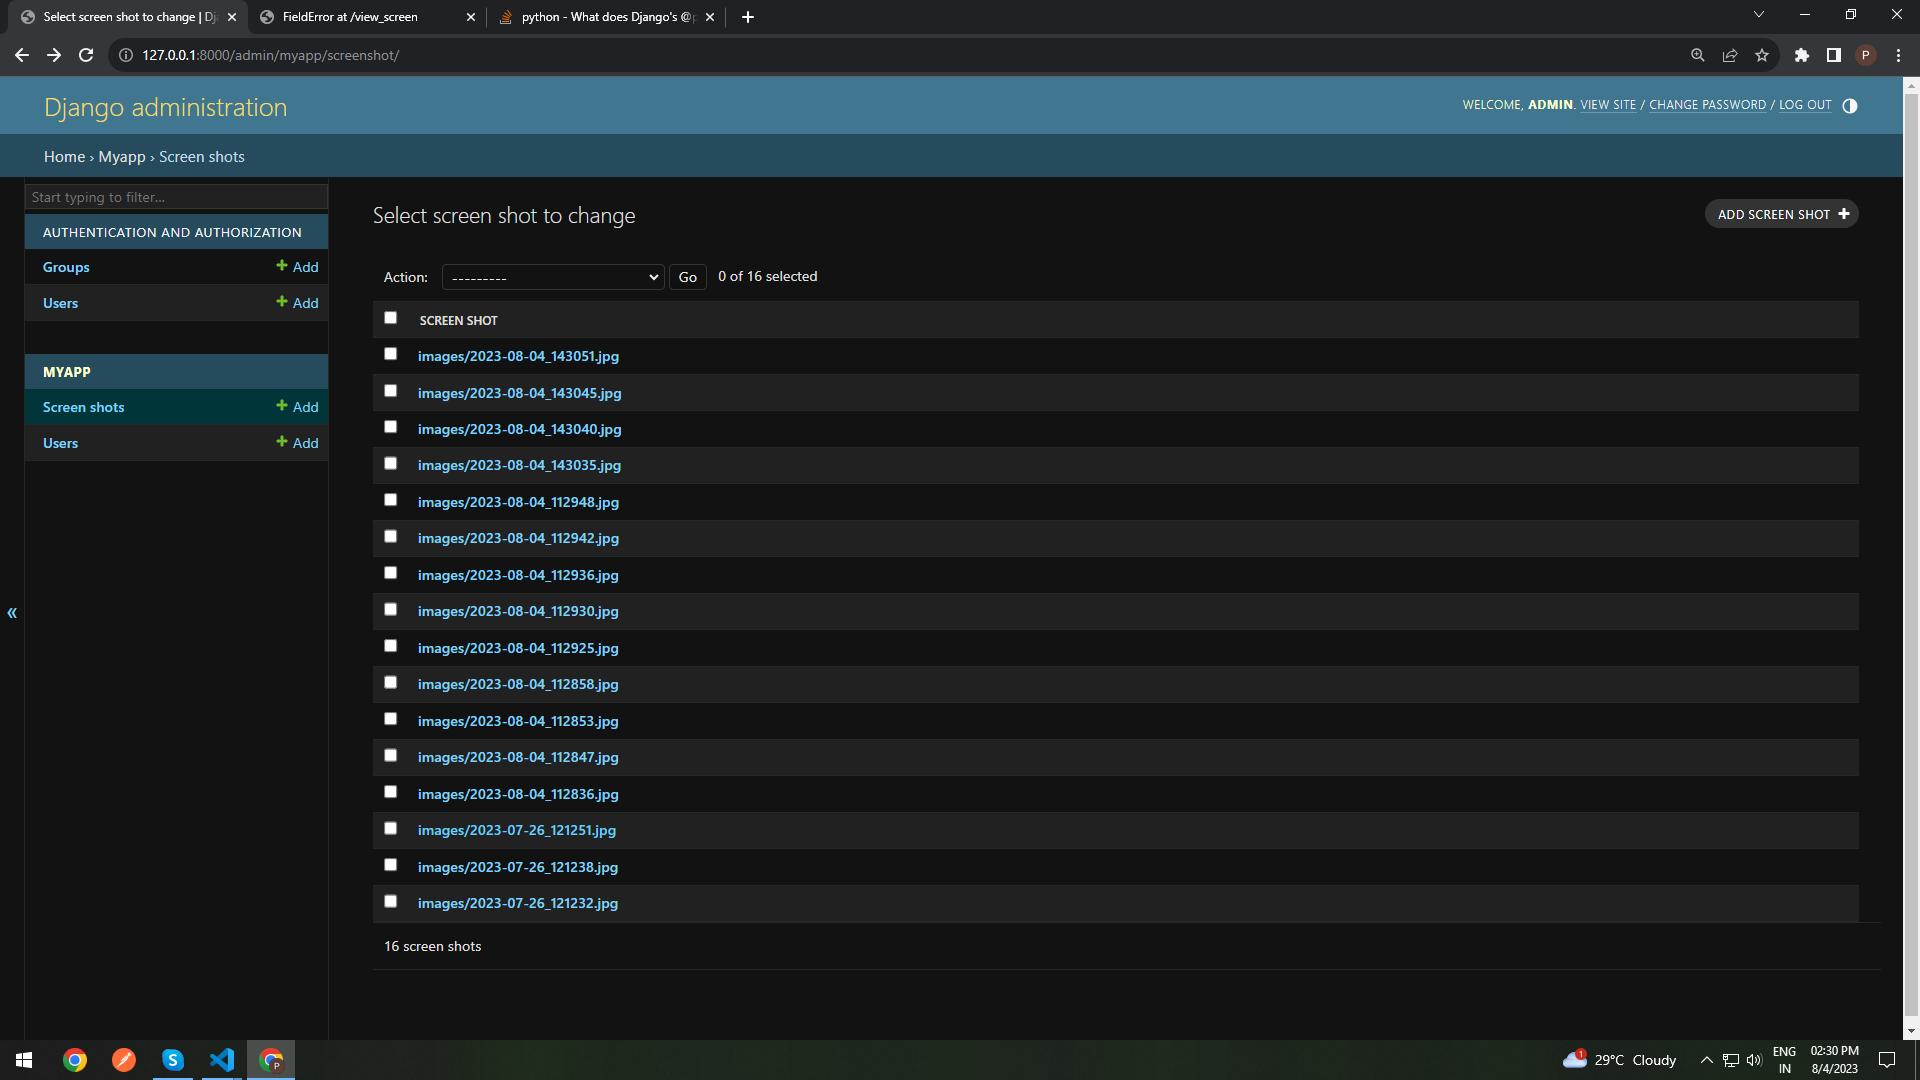 Select screen shot to change | Dj
FieldError at /view_screen
python - What does Django's @p
127.0.0.1:8000/admin/myapp/screenshot/
P
Django administration
WELCOME, ADMIN. VIEW SITE / CHANGE PASSWORD / LOG OUT
Home › Myapp › Screen shots
Start typing to filter...
AUTHENTICATION AND AUTHORIZATION
Groups + Add
Users + Add
MYAPP
Screen shots + Add
Users + Add
«
Select screen shot to change
ADD SCREEN SHOT +
Action: --------- Go 0 of 16 selected
SCREEN SHOT
images/2023-08-04_143051.jpg
images/2023-08-04_143045.jpg
images/2023-08-04_143040.jpg
images/2023-08-04_143035.jpg
images/2023-08-04_112948.jpg
images/2023-08-04_112942.jpg
images/2023-08-04_112936.jpg
images/2023-08-04_112930.jpg
images/2023-08-04_112925.jpg
images/2023-08-04_112858.jpg
images/2023-08-04_112853.jpg
images/2023-08-04_112847.jpg
images/2023-08-04_112836.jpg
images/2023-07-26_121251.jpg
images/2023-07-26_121238.jpg
images/2023-07-26_121232.jpg
16 screen shots
S
P
1
29°C Cloudy
ENG
IN
02:30 PM
8/4/2023